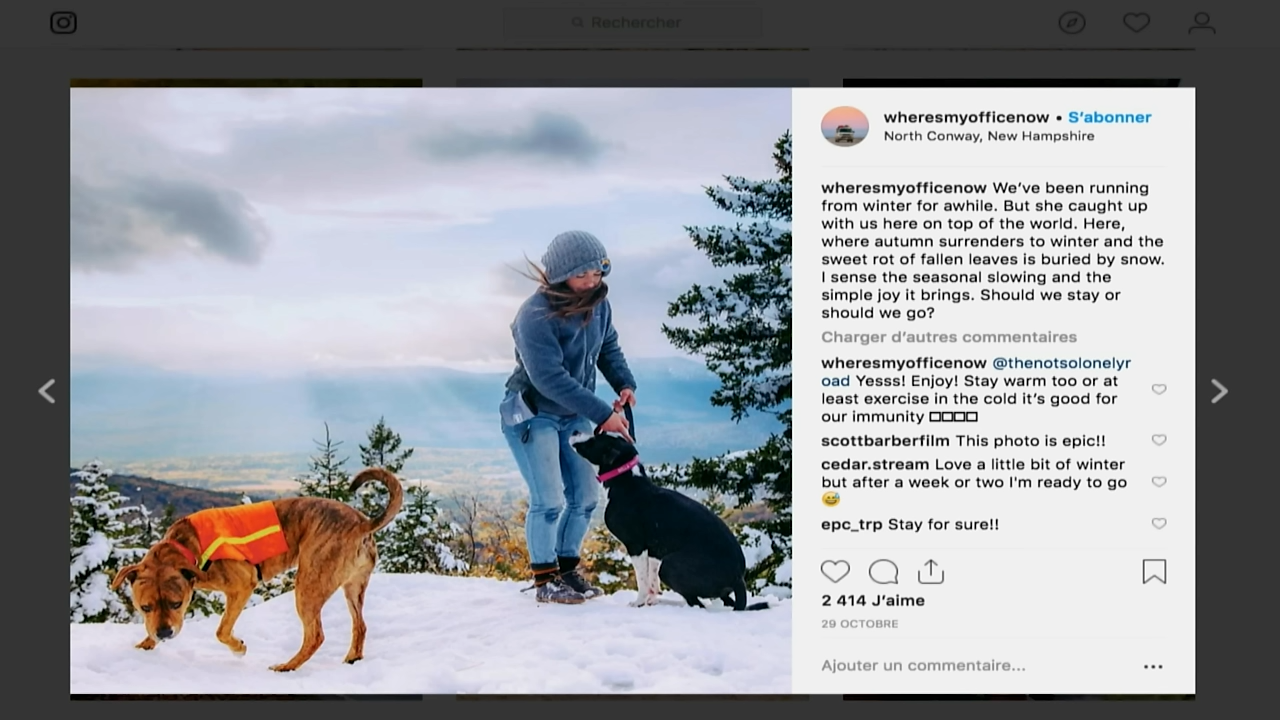 Rechercher
wheresmyofficenow • S'abonner
North Conway, New Hampshire
wheresmyofficenow We've been running
from winter for awhile. But she caught up
with us here on top of the world. Here,
where autumn surrenders to winter and the
sweet rot of fallen leaves is buried by snow.
I sense the seasonal slowing and the
simple joy it brings. Should we stay or
should we go?
Charger d'autres commentaires
wheresmyofficenow @thenotsolonelyr
oad Yesss! Enjoy! Stay warm too or at
least exercise in the cold it's good for
our immunity □□□□
scottbarberfilm This photo is epic!!
cedar.stream Love a little bit of winter
but after a week or two I'm ready to go
😅
epc_trp Stay for sure!!
2 414 J'aime
29 OCTOBRE
Ajouter un commentaire...